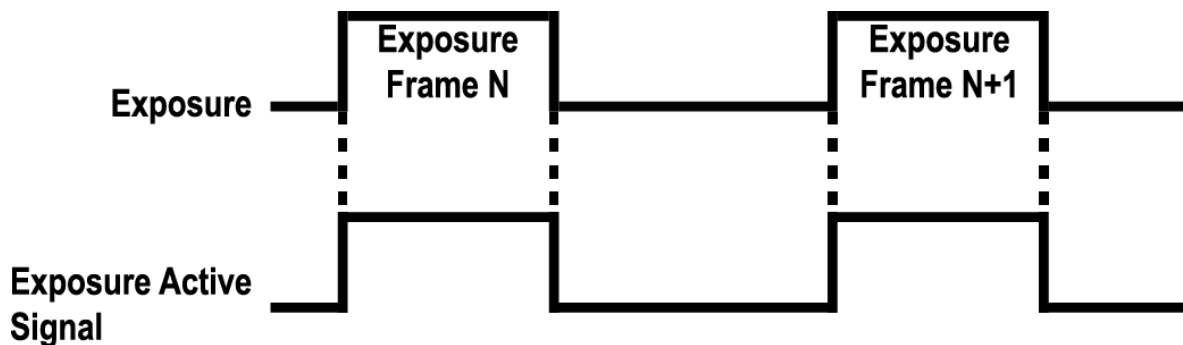 Exposure
Frame N
Exposure
Frame N+1
Exposure
Exposure Active
Signal